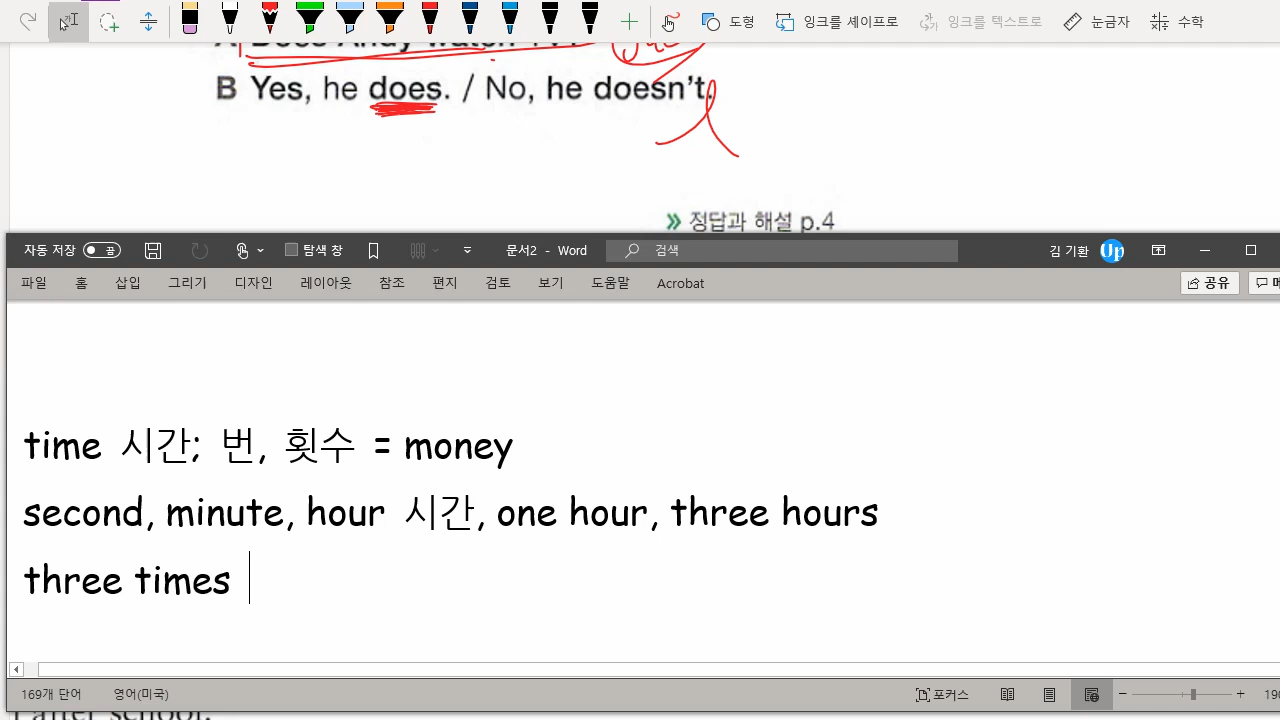 도형 잉크를 셰이프로 잉크를 텍스트로 눈금자 수학
B Yes, he does. / No, he doesn't.
» 정답과 해설 p.4
자동 저장 끔 탐색 창 문서2 - Word 검색 김 기환 Up
파일 홈 삽입 그리기 디자인 레이아웃 참조 편지 검토 보기 도움말 Acrobat 공유
time 시간; 번, 횟수 = money
second, minute, hour 시간, one hour, three hours
three times
169개 단어 영어(미국) 포커스
after school.